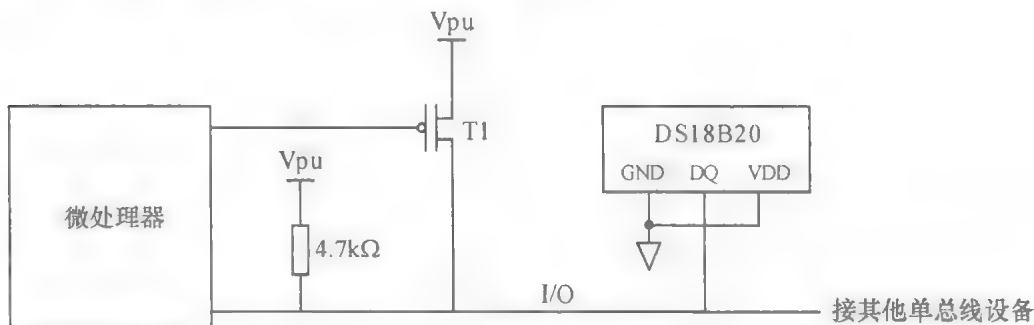 Vpu
T1
DS18B20
GND DQ VDD
Vpu
微处理器
4.7kΩ
I/O
接其他单总线设备